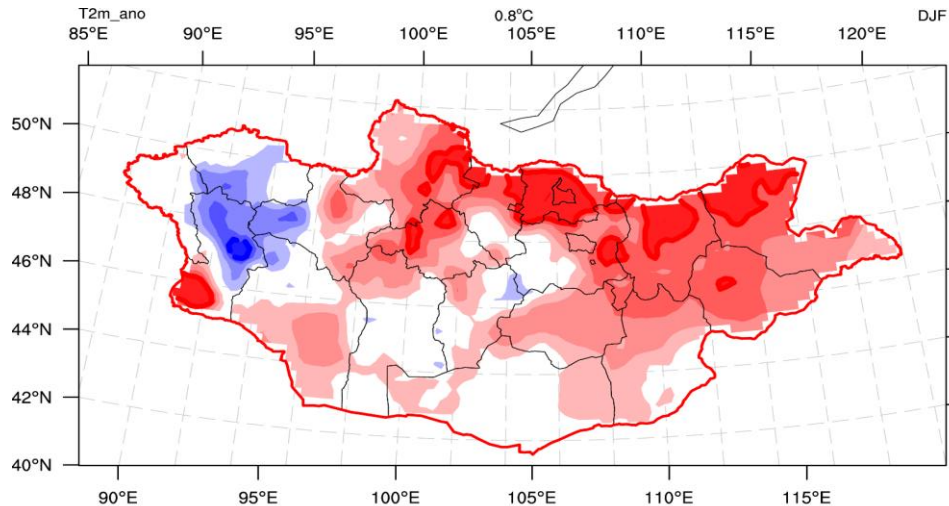 T2m_ano 0.8°C DJF
85°E 90°E 95°E 100°E 105°E 110°E 115°E 120°E
50°N
48°N
46°N
44°N
42°N
40°N
90°E 95°E 100°E 105°E 110°E 115°E